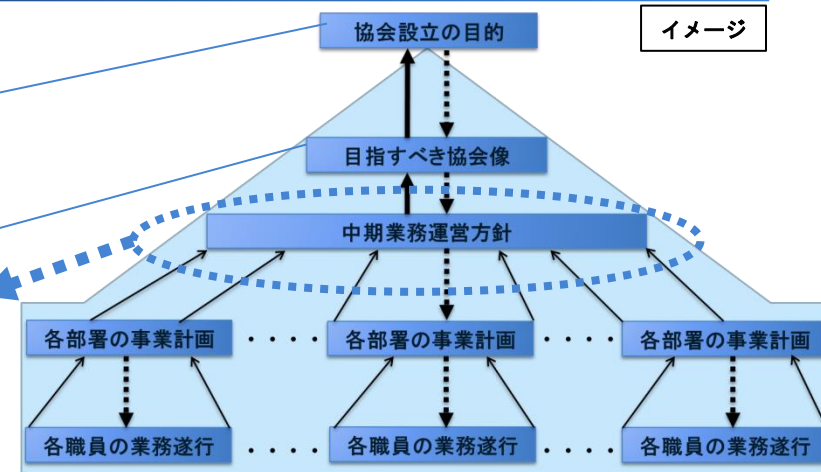 協会設立の目的
イメージ
目指すべき協会像
中期業務運営方針
各部署の事業計画 ・・・・ 各部署の事業計画 ・・・・ 各部署の事業計画
各職員の業務遂行 ・・・・ 各職員の業務遂行 ・・・・ 各職員の業務遂行